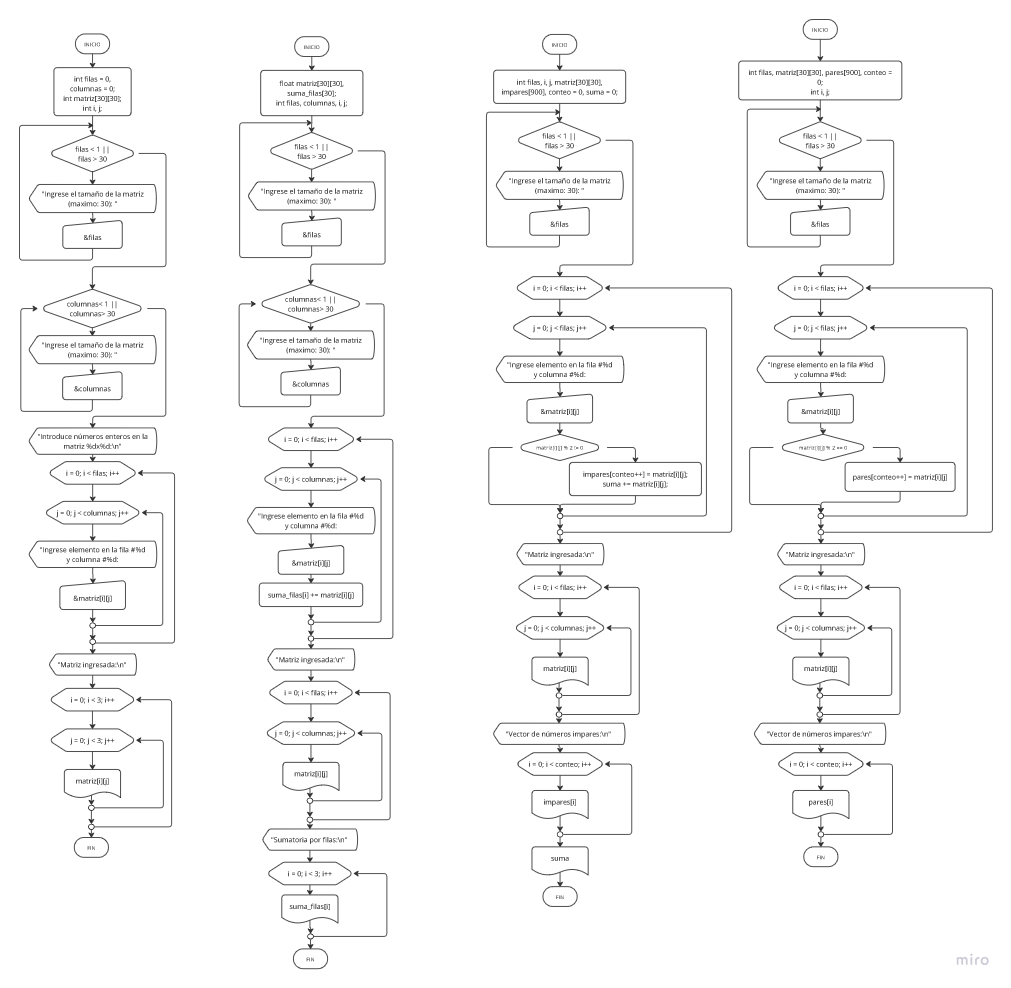 INICIO
int filas = 0,
columnas = 0;
int matriz[30][30];
int i, j;
filas < 1 ||
filas > 30
"Ingrese el tamaño de la matriz
(maximo: 30): "
&filas
columnas< 1 ||
columnas> 30
"Ingrese el tamaño de la matriz
(maximo: 30): "
&columnas
"Introduce números enteros en la
matriz %dx%d:\n"
i = 0; i < filas; i++
j = 0; j < columnas; j++
"Ingrese elemento en la fila #%d
y columna #%d:
&matriz[i][j]
"Matriz ingresada:\n"
i = 0; i < 3; i++
j = 0; j < 3; j++
matriz[i][j]
FIN
INICIO
float matriz[30][30],
suma_filas[30];
int filas, columnas, i, j;
filas < 1 ||
filas > 30
"Ingrese el tamaño de la matriz
(maximo: 30): "
&filas
columnas< 1 ||
columnas> 30
"Ingrese el tamaño de la matriz
(maximo: 30): "
&columnas
i = 0; i < filas; i++
j = 0; j < columnas; j++
"Ingrese elemento en la fila #%d
y columna #%d:
&matriz[i][j]
suma_filas[i] += matriz[i][j]
"Matriz ingresada:\n"
i = 0; i < filas; i++
j = 0; j < columnas; j++
matriz[i][j]
"Sumatoria por filas:\n"
i = 0; i < 3; i++
suma_filas[i]
FIN
INICIO
int filas, i, j, matriz[30][30],
impares[900], conteo = 0, suma = 0;
filas < 1 ||
filas > 30
"Ingrese el tamaño de la matriz
(maximo: 30): "
&filas
i = 0; i < filas; i++
j = 0; j < filas; j++
"Ingrese elemento en la fila #%d
y columna #%d:
&matriz[i][j]
matriz[i][j] % 2 != 0
impares[conteo++] = matriz[i][j];
suma += matriz[i][j];
"Matriz ingresada:\n"
i = 0; i < filas; i++
j = 0; j < columnas; j++
matriz[i][j]
"Vector de números impares:\n"
i = 0; i < conteo; i++
impares[i]
suma
FIN
INICIO
int filas, matriz[30][30], pares[900], conteo =
0;
int i, j;
filas < 1 ||
filas > 30
"Ingrese el tamaño de la matriz
(maximo: 30): "
&filas
i = 0; i < filas; i++
j = 0; j < filas; j++
"Ingrese elemento en la fila #%d
y columna #%d:
&matriz[i][j]
matriz[i][j] % 2 == 0
pares[conteo++] = matriz[i][j]
"Matriz ingresada:\n"
i = 0; i < filas; i++
j = 0; j < columnas; j++
matriz[i][j]
"Vector de números impares:\n"
i = 0; i < conteo; i++
pares[i]
FIN
miro